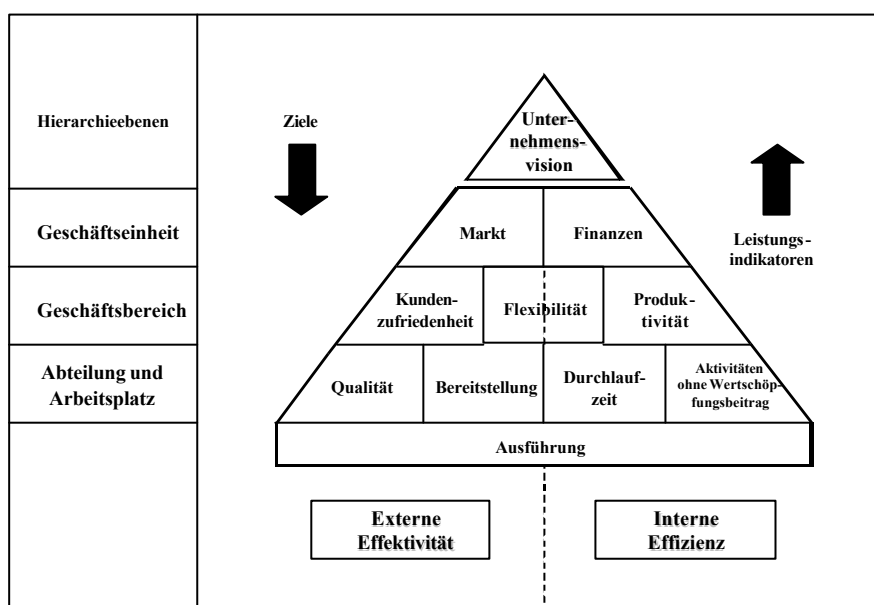 Hierarchieebenen
Ziele
Unter-
nehmens-
vision
Geschäftseinheit
Markt
Finanzen
Leistungs-
indikatoren
Geschäftsbereich
Kunden-
zufriedenheit
Flexibilität
Produk-
tivität
Abteilung und
Arbeitsplatz
Qualität
Bereitstellung
Durchlauf-
zeit
Aktivitäten
ohne Wertschöp-
fungsbeitrag
Ausführung
Externe
Effektivität
Interne
Effizienz